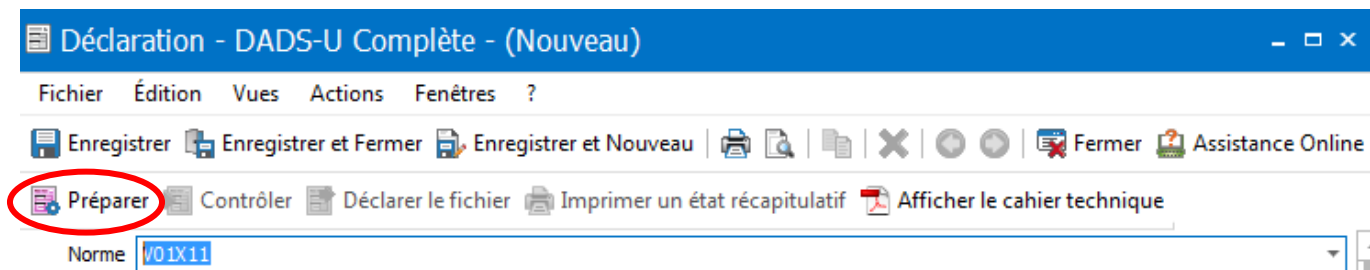 Déclaration - DADS-U Complète - (Nouveau)
Fichier Édition Vues Actions Fenêtres ?
Enregistrer Enregistrer et Fermer Enregistrer et Nouveau Fermer Assistance Online
Préparer Contrôler Déclarer le fichier Imprimer un état récapitulatif Afficher le cahier technique
Norme V01X11